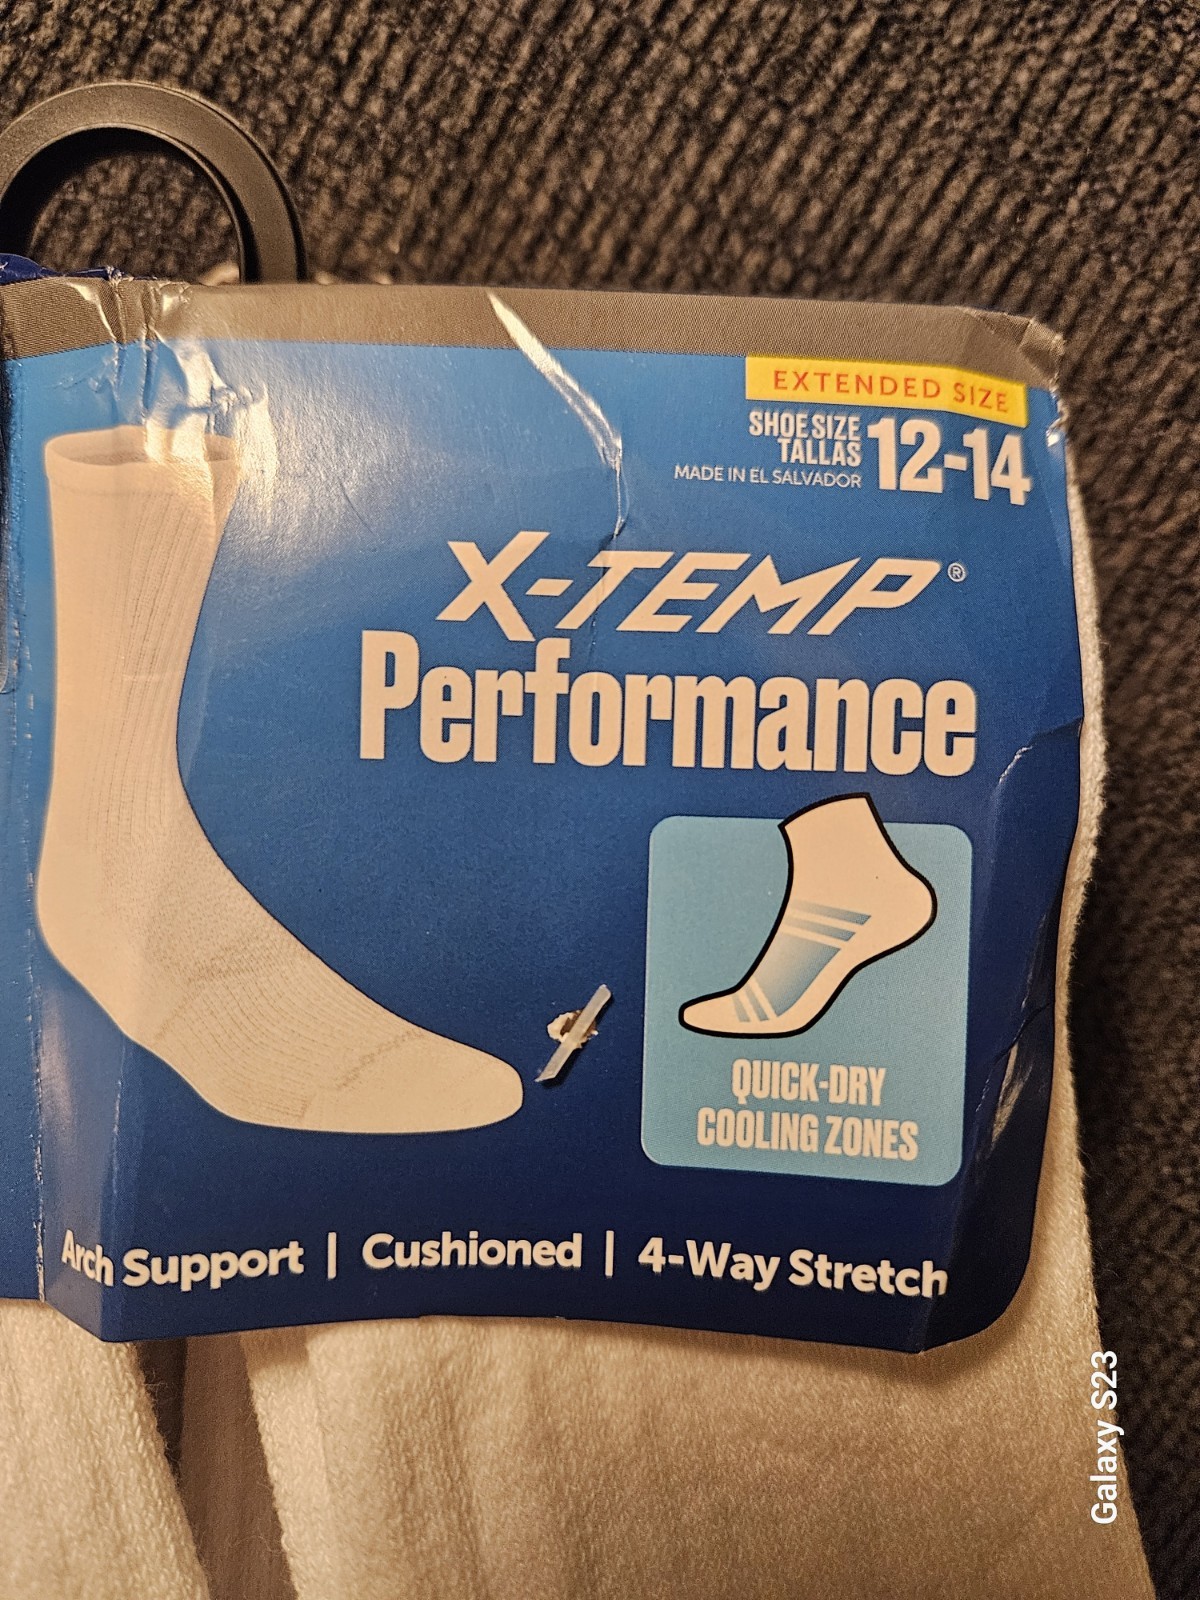 EXTENDED SIZE
SHOE SIZE
TALLAS
12-14
MADE IN EL SALVADOR
X-TEMP®
Performance
QUICK-DRY
COOLING ZONES
Arch Support | Cushioned | 4-Way Stretch
Galaxy S23